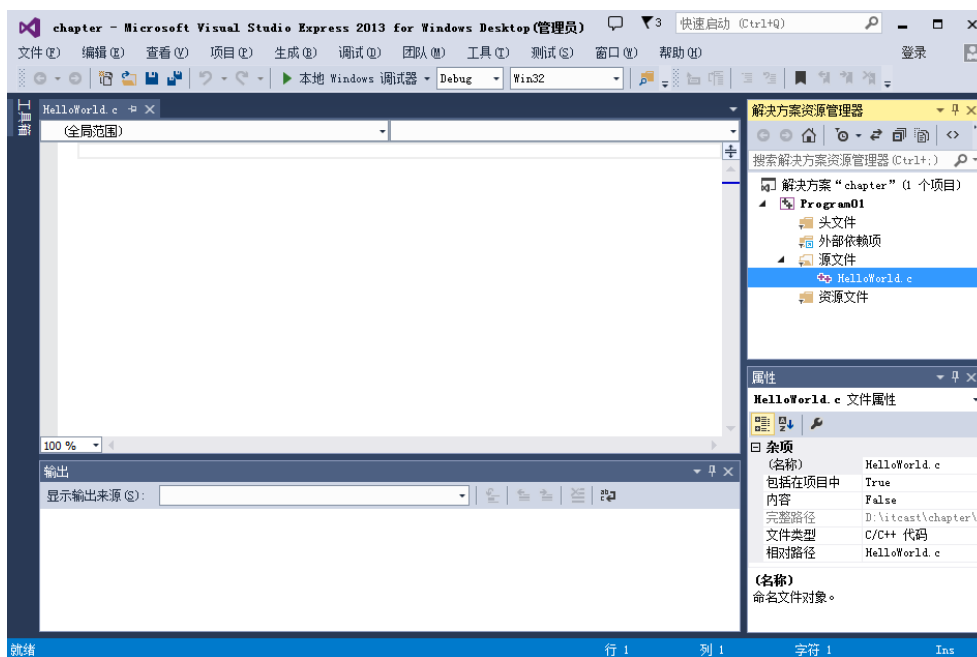 chapter - Microsoft Visual Studio Express 2013 for Windows Desktop(管理员) 3 快速启动 (Ctrl+Q)
文件(F) 编辑(E) 查看(V) 项目(P) 生成(B) 调试(D) 团队(M) 工具(T) 测试(S) 窗口(W) 帮助(H) 登录
本地 Windows 调试器 Debug Win32
工具箱
HelloWorld.c
(全局范围)
100 %
输出
显示输出来源(S):
解决方案资源管理器
搜索解决方案资源管理器(Ctrl+;)
解决方案“chapter”(1 个项目)
Program01
头文件
外部依赖项
源文件
HelloWorld.c
资源文件
属性
HelloWorld.c 文件属性
杂项
(名称) HelloWorld.c
包括在项目中 True
内容 False
完整路径 D:\itcast\chapter\
文件类型 C/C++ 代码
相对路径 HelloWorld.c
(名称)
命名文件对象。
就绪 行 1 列 1 字符 1 Ins